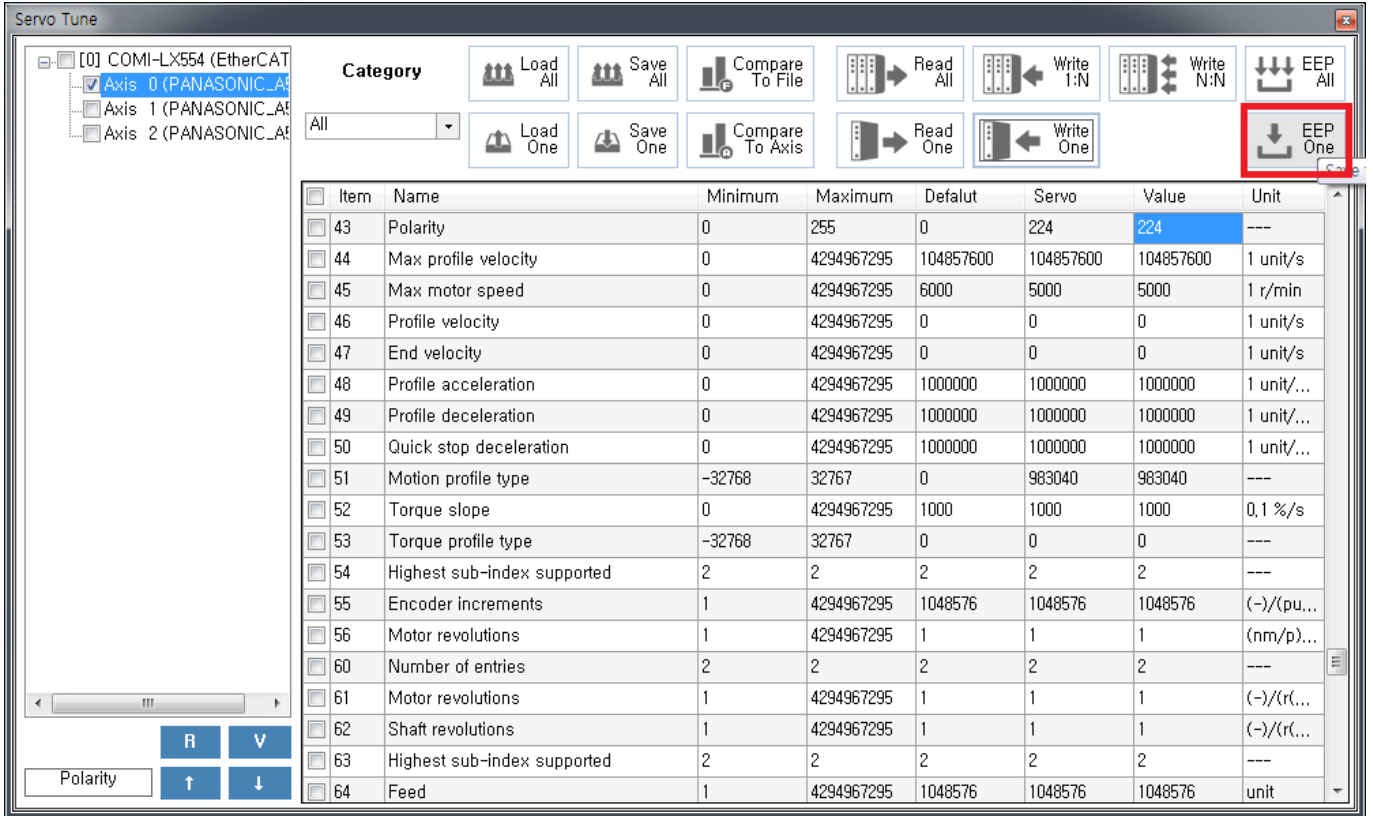 Servo Tune
[0] COMI-LX554 (EtherCAT
Axis 0 (PANASONIC_A5
Axis 1 (PANASONIC_A5
Axis 2 (PANASONIC_A5
Category
All
Load All
Save All
Compare To File
Read All
Write 1:N
Write N:N
EEP All
Load One
Save One
Compare To Axis
Read One
Write One
EEP One
Save
Item Name Minimum Maximum Defalut Servo Value Unit
43 Polarity 0 255 0 224 224 ---
44 Max profile velocity 0 4294967295 104857600 104857600 104857600 1 unit/s
45 Max motor speed 0 4294967295 6000 5000 5000 1 r/min
46 Profile velocity 0 4294967295 0 0 0 1 unit/s
47 End velocity 0 4294967295 0 0 0 1 unit/s
48 Profile acceleration 0 4294967295 1000000 1000000 1000000 1 unit/...
49 Profile deceleration 0 4294967295 1000000 1000000 1000000 1 unit/...
50 Quick stop deceleration 0 4294967295 1000000 1000000 1000000 1 unit/...
51 Motion profile type -32768 32767 0 983040 983040 ---
52 Torque slope 0 4294967295 1000 1000 1000 0.1 %/s
53 Torque profile type -32768 32767 0 0 0 ---
54 Highest sub-index supported 2 2 2 2 2 ---
55 Encoder increments 1 4294967295 1048576 1048576 1048576 (-)/(pu...
56 Motor revolutions 1 4294967295 1 1 1 (nm/p)...
60 Number of entries 2 2 2 2 2 ---
61 Motor revolutions 1 4294967295 1 1 1 (-)/(r(...
62 Shaft revolutions 1 4294967295 1 1 1 (-)/(r(...
63 Highest sub-index supported 2 2 2 2 2 ---
64 Feed 1 4294967295 1048576 1048576 1048576 unit
R V
Polarity ↑ ↓